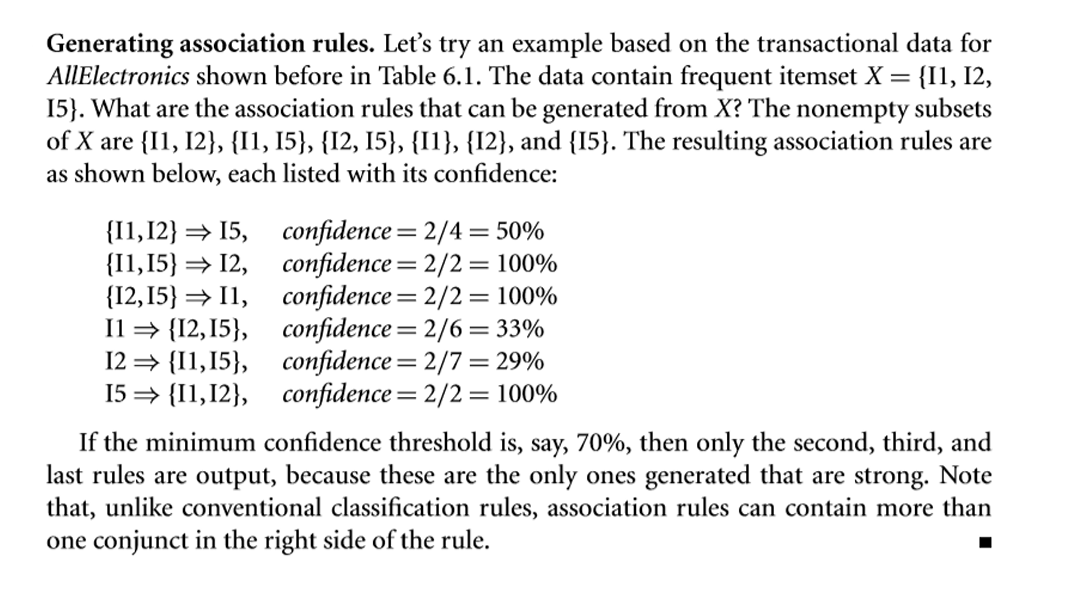 Generating association rules. Let's try an example based on the transactional data for
AllElectronics shown before in Table 6.1. The data contain frequent itemset X = {I1, I2,
I5}. What are the association rules that can be generated from X? The nonempty subsets
of X are {I1, I2}, {I1, I5}, {I2, I5}, {I1}, {I2}, and {I5}. The resulting association rules are
as shown below, each listed with its confidence:
{I1, I2} ⇒ I5, confidence = 2/4 = 50%
{I1, I5} ⇒ I2, confidence = 2/2 = 100%
{I2, I5} ⇒ I1, confidence = 2/2 = 100%
I1 ⇒ {I2, I5}, confidence = 2/6 = 33%
I2 ⇒ {I1, I5}, confidence = 2/7 = 29%
I5 ⇒ {I1, I2}, confidence = 2/2 = 100%
If the minimum confidence threshold is, say, 70%, then only the second, third, and
last rules are output, because these are the only ones generated that are strong. Note
that, unlike conventional classification rules, association rules can contain more than
one conjunct in the right side of the rule. ■